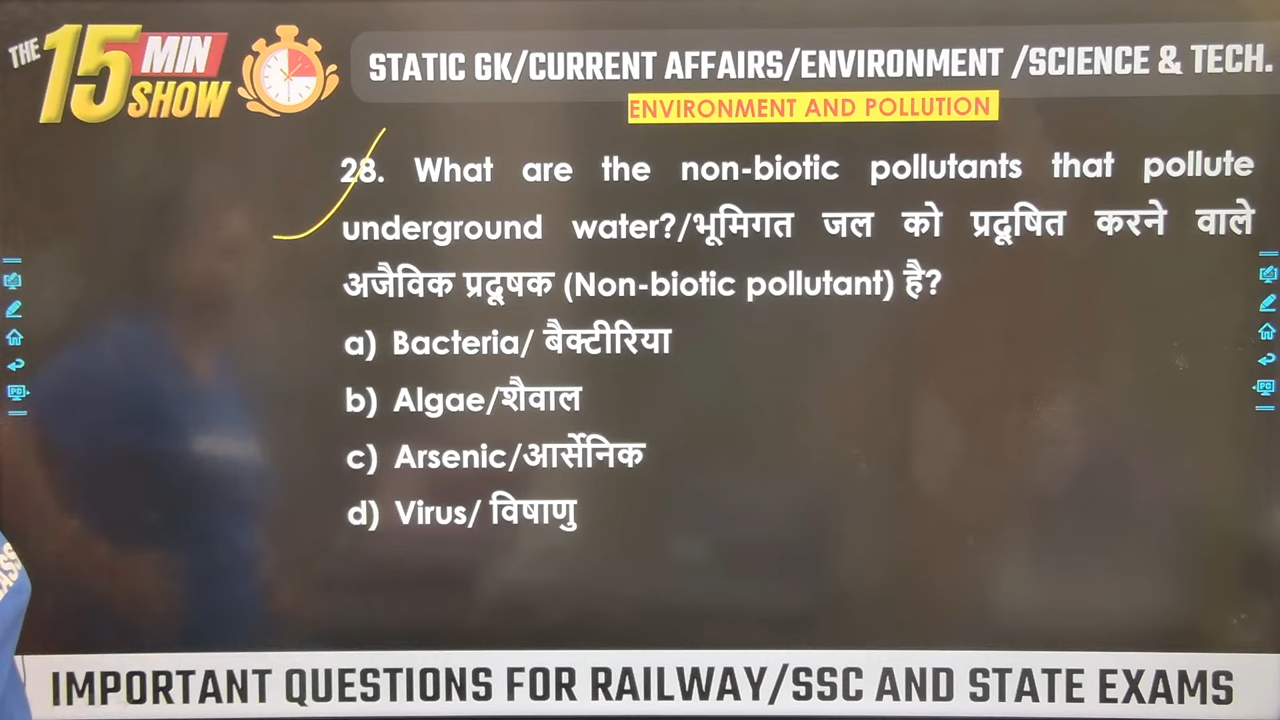 THE 15 MIN SHOW
STATIC GK/CURRENT AFFAIRS/ENVIRONMENT /SCIENCE & TECH.
ENVIRONMENT AND POLLUTION
28. What are the non-biotic pollutants that pollute
underground water?/भूमिगत जल को प्रदूषित करने वाले
अजैविक प्रदूषक (Non-biotic pollutant) है?
a) Bacteria/ बैक्टीरिया
b) Algae/शैवाल
c) Arsenic/आर्सेनिक
d) Virus/ विषाणु
IMPORTANT QUESTIONS FOR RAILWAY/SSC AND STATE EXAMS